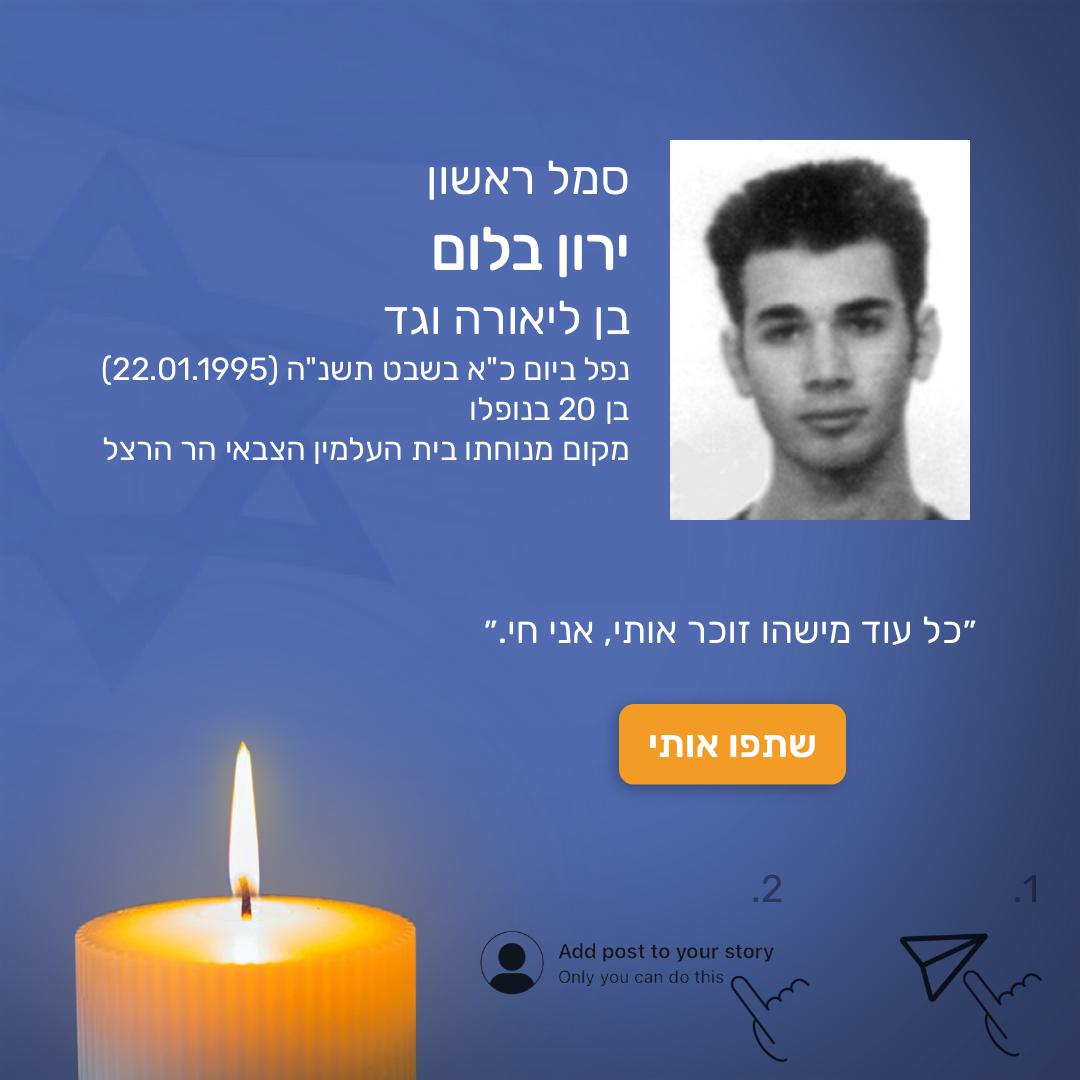 סמל ראשון
ירון בלום
בן ליאורה וגד
נפל ביום כ"א בשבט תשנ"ה (22.01.1995)
בן 20 בנופלו
מקום מנוחתו בית העלמין הצבאי הר הרצל
״כל עוד מישהו זוכר אותי, אני חי.״
שתפו אותי
1.
2.
Add post to your story
Only you can do this